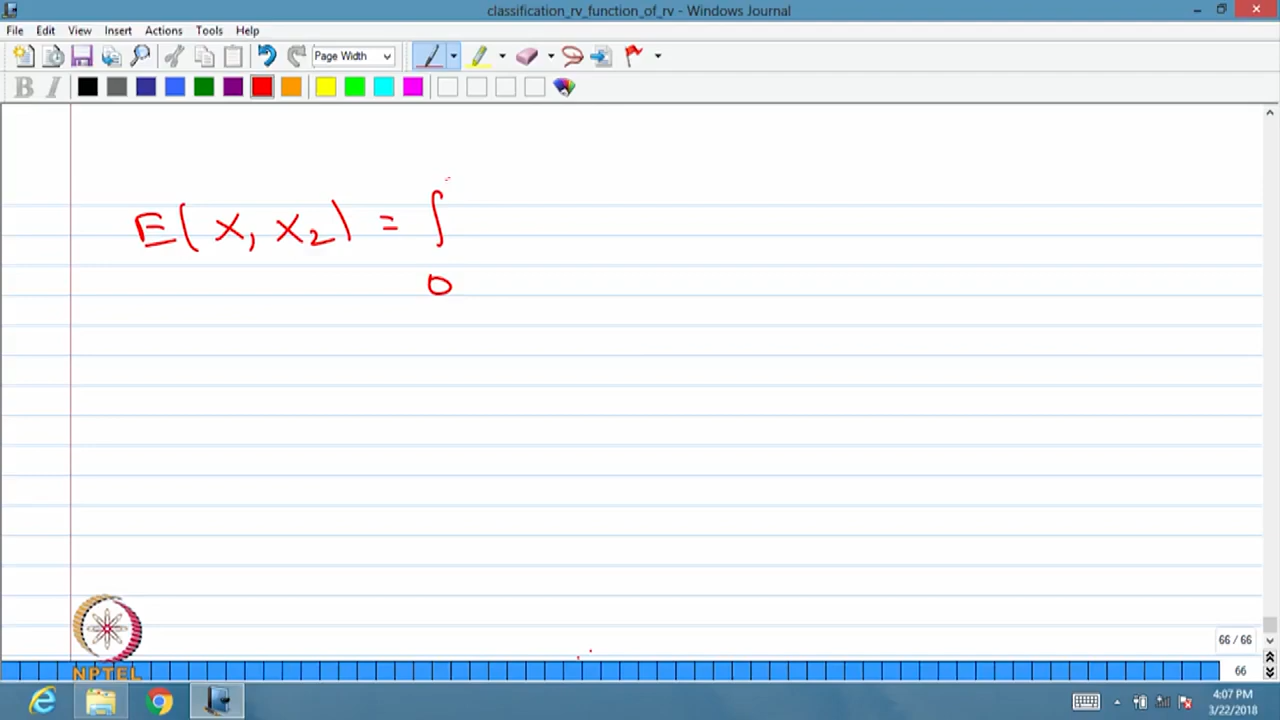 classification_rv_function_of_rv - Windows Journal
File Edit View Insert Actions Tools Help
Page Width
B I
E(X₁ X₂) = ∫
0
66 / 66
NPTEL
66
4:07 PM
3/22/2018